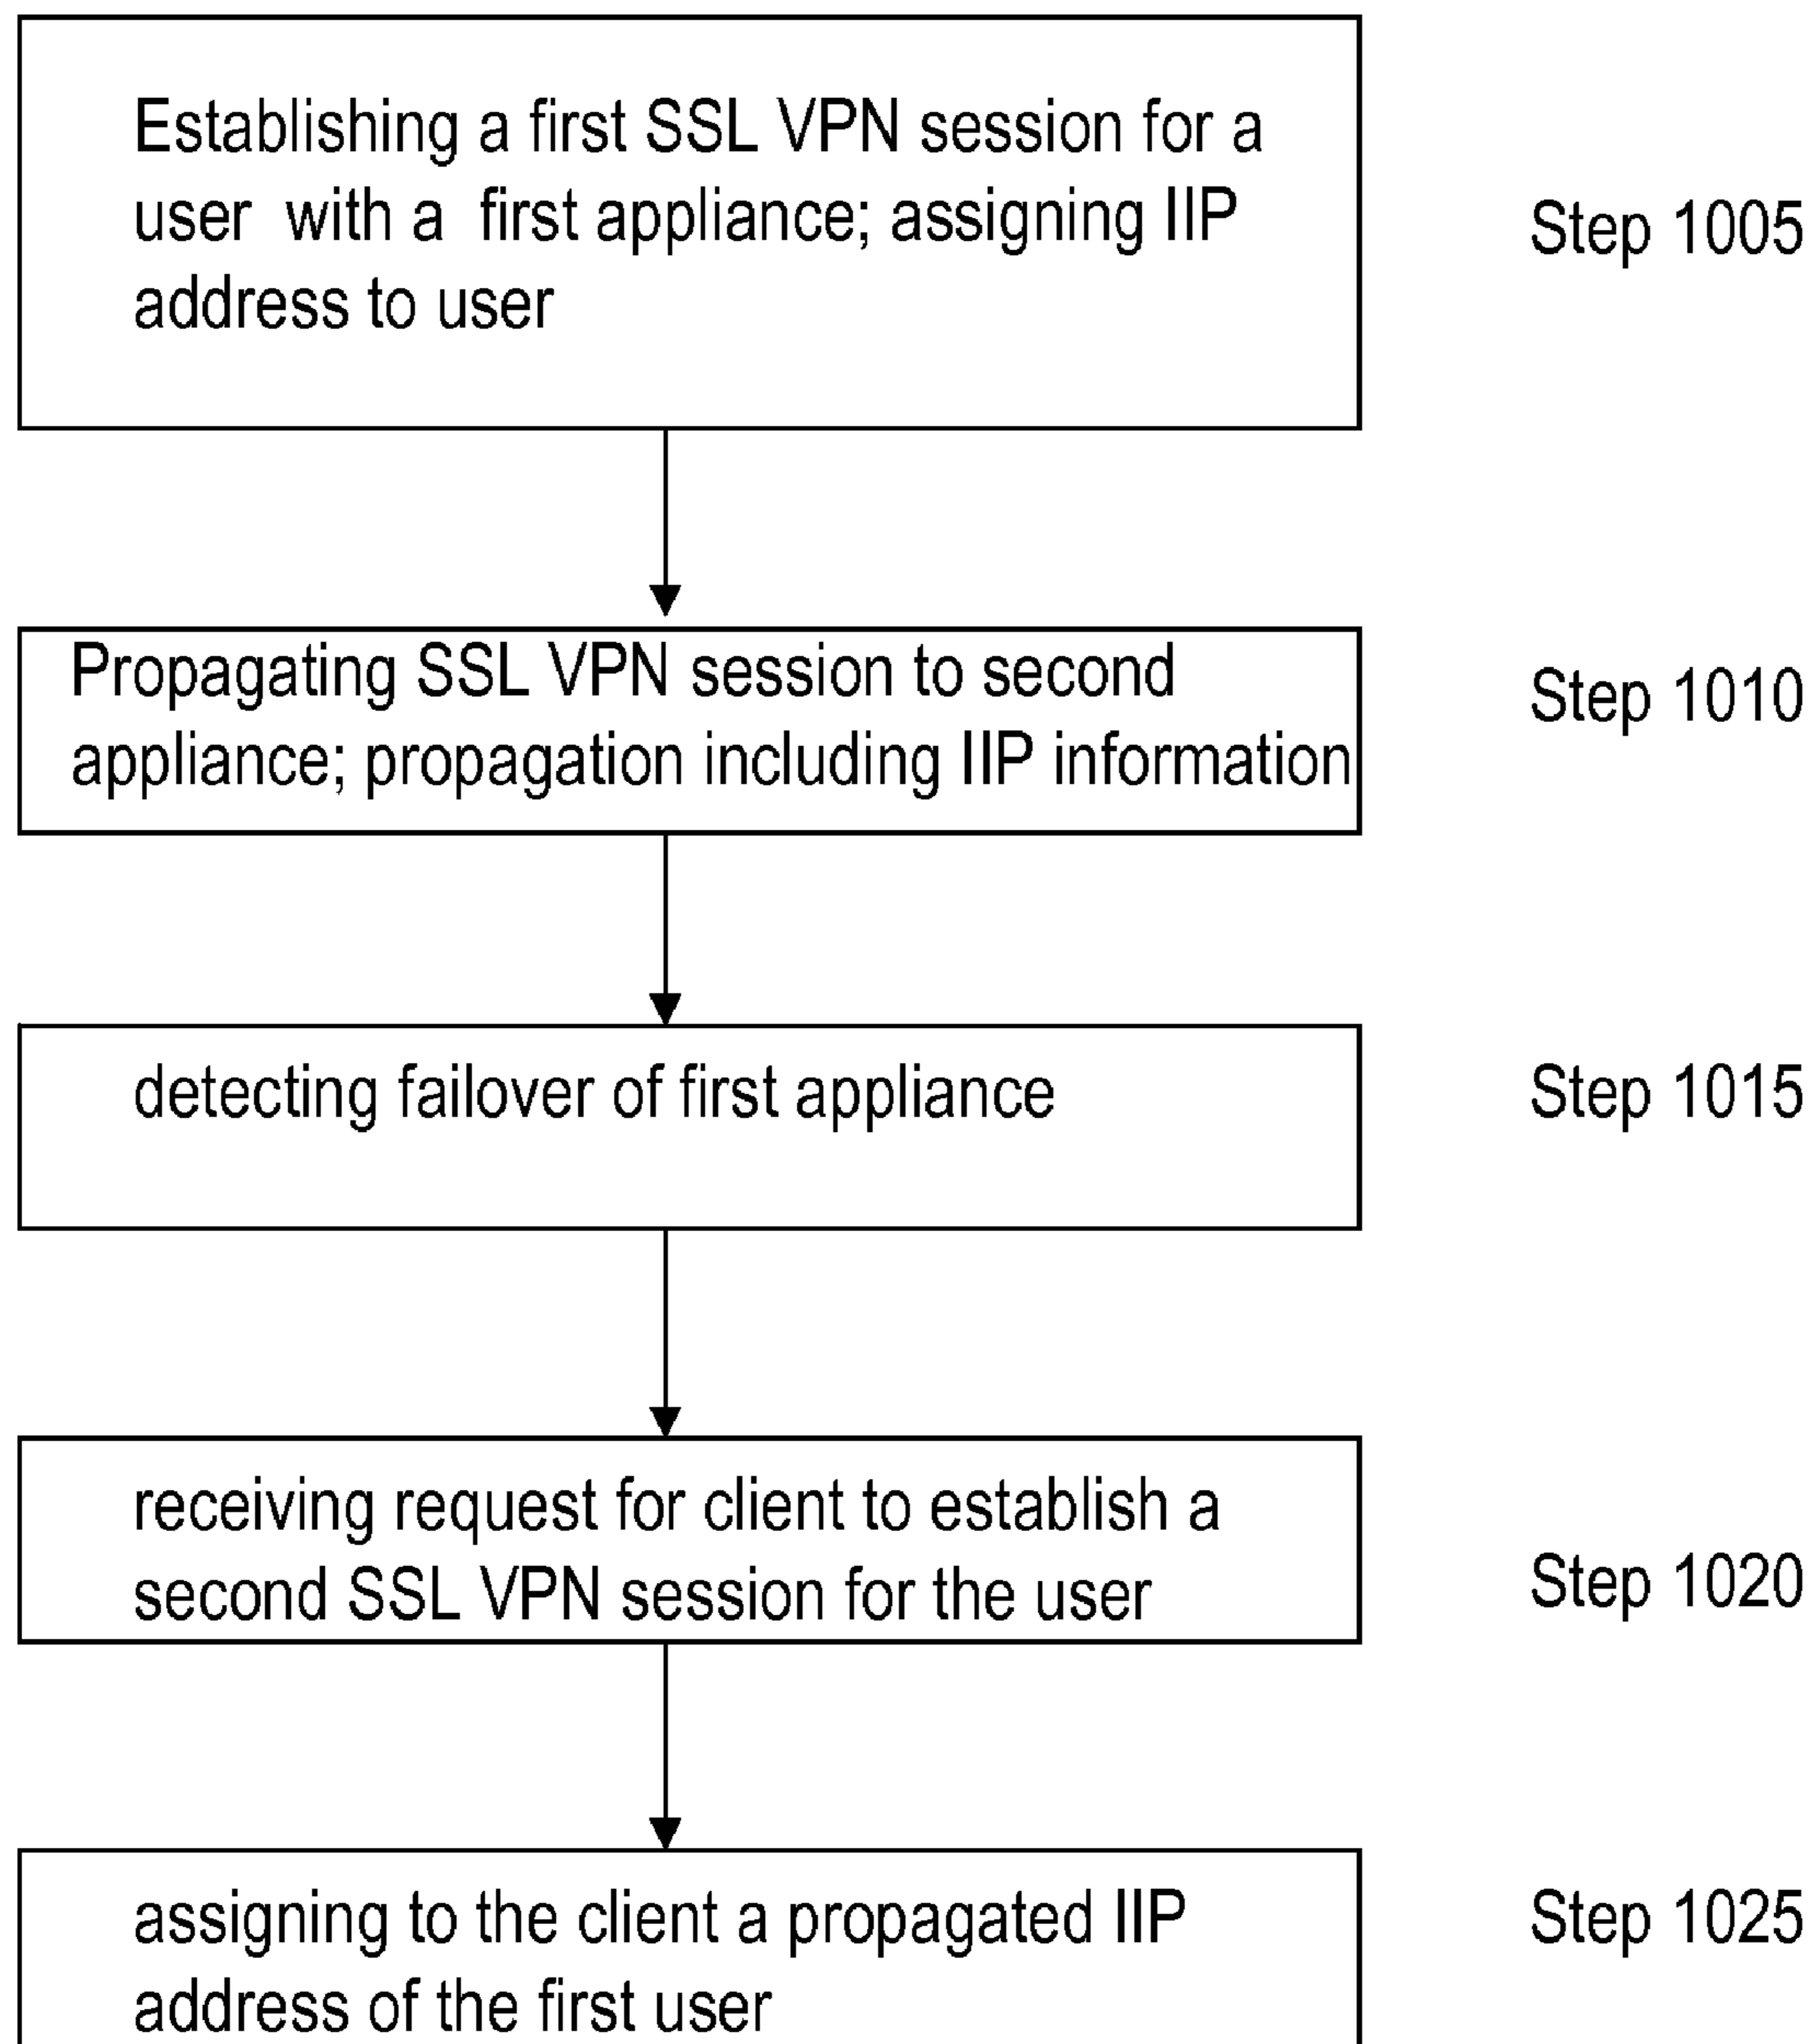 Establishing a first SSL VPN session for a
user with a first appliance; assigning IIP
address to user
Step 1005
Propagating SSL VPN session to second
appliance; propagation including IIP information
Step 1010
detecting failover of first appliance
Step 1015
receiving request for client to establish a
second SSL VPN session for the user
Step 1020
assigning to the client a propagated IIP
address of the first user
Step 1025